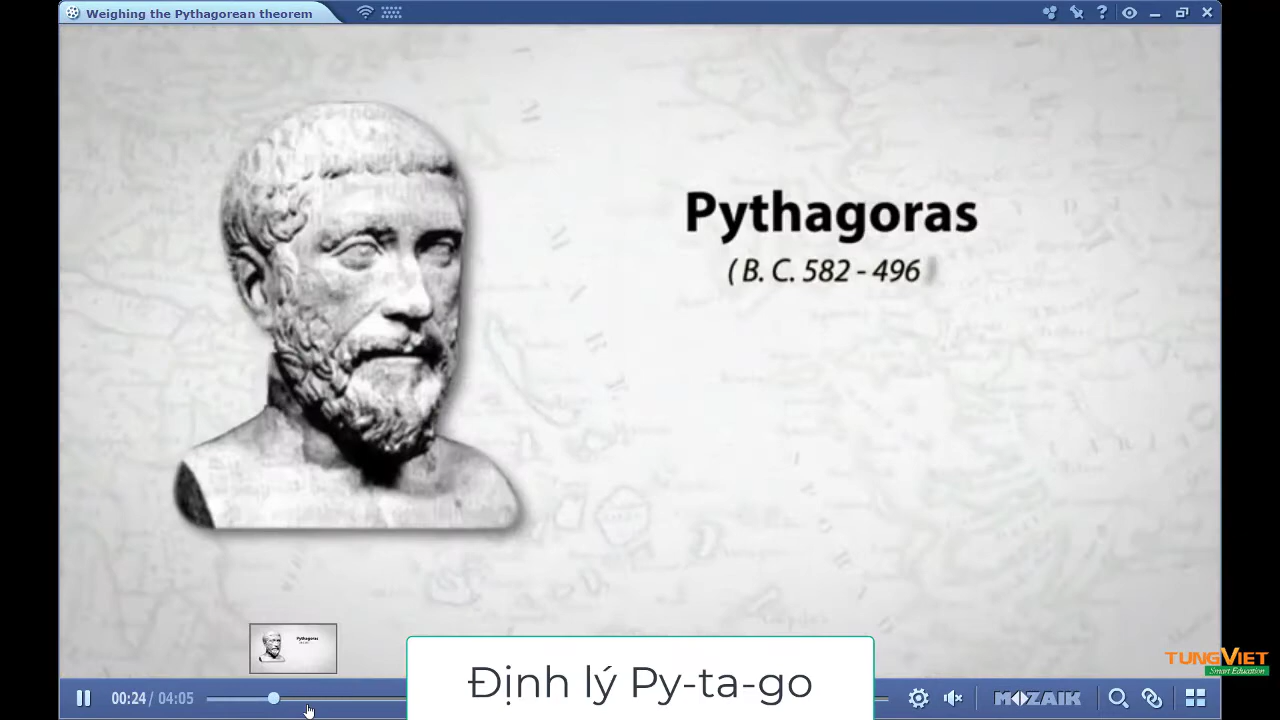 Weighing the Pythagorean theorem
Pythagoras
( B. C. 582 - 496 )
Pythagoras
Định lý Py-ta-go
00:24 / 04:05
MOZAIK
TUNGVIET
Smart Education